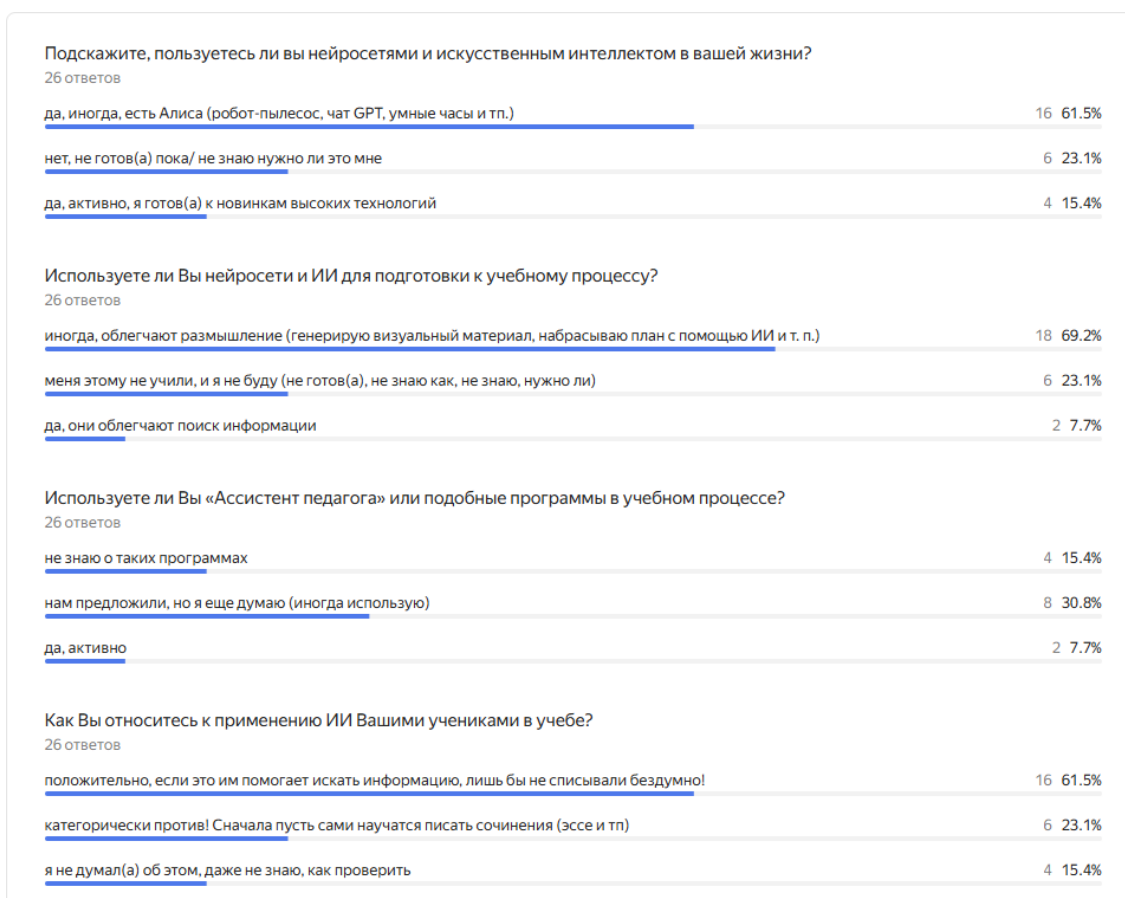 Подскажите, пользуетесь ли вы нейросетями и искусственным интеллектом в вашей жизни?
26 ответов
да, иногда, есть Алиса (робот-пылесос, чат GPT, умные часы и тп.) 16 61.5%
нет, не готов(а) пока/ не знаю нужно ли это мне 6 23.1%
да, активно, я готов(а) к новинкам высоких технологий 4 15.4%
Используете ли Вы нейросети и ИИ для подготовки к учебному процессу?
26 ответов
иногда, облегчают размышление (генерирую визуальный материал, набрасываю план с помощью ИИ и т. п.) 18 69.2%
меня этому не учили, и я не буду (не готов(а), не знаю как, не знаю, нужно ли) 6 23.1%
да, они облегчают поиск информации 2 7.7%
Используете ли Вы «Ассистент педагога» или подобные программы в учебном процессе?
26 ответов
не знаю о таких программах 4 15.4%
нам предложили, но я еще думаю (иногда использую) 8 30.8%
да, активно 2 7.7%
Как Вы относитесь к применению ИИ Вашими учениками в учебе?
26 ответов
положительно, если это им помогает искать информацию, лишь бы не списывали бездумно! 16 61.5%
категорически против! Сначала пусть сами научатся писать сочинения (эссе и тп) 6 23.1%
я не думал(а) об этом, даже не знаю, как проверить 4 15.4%